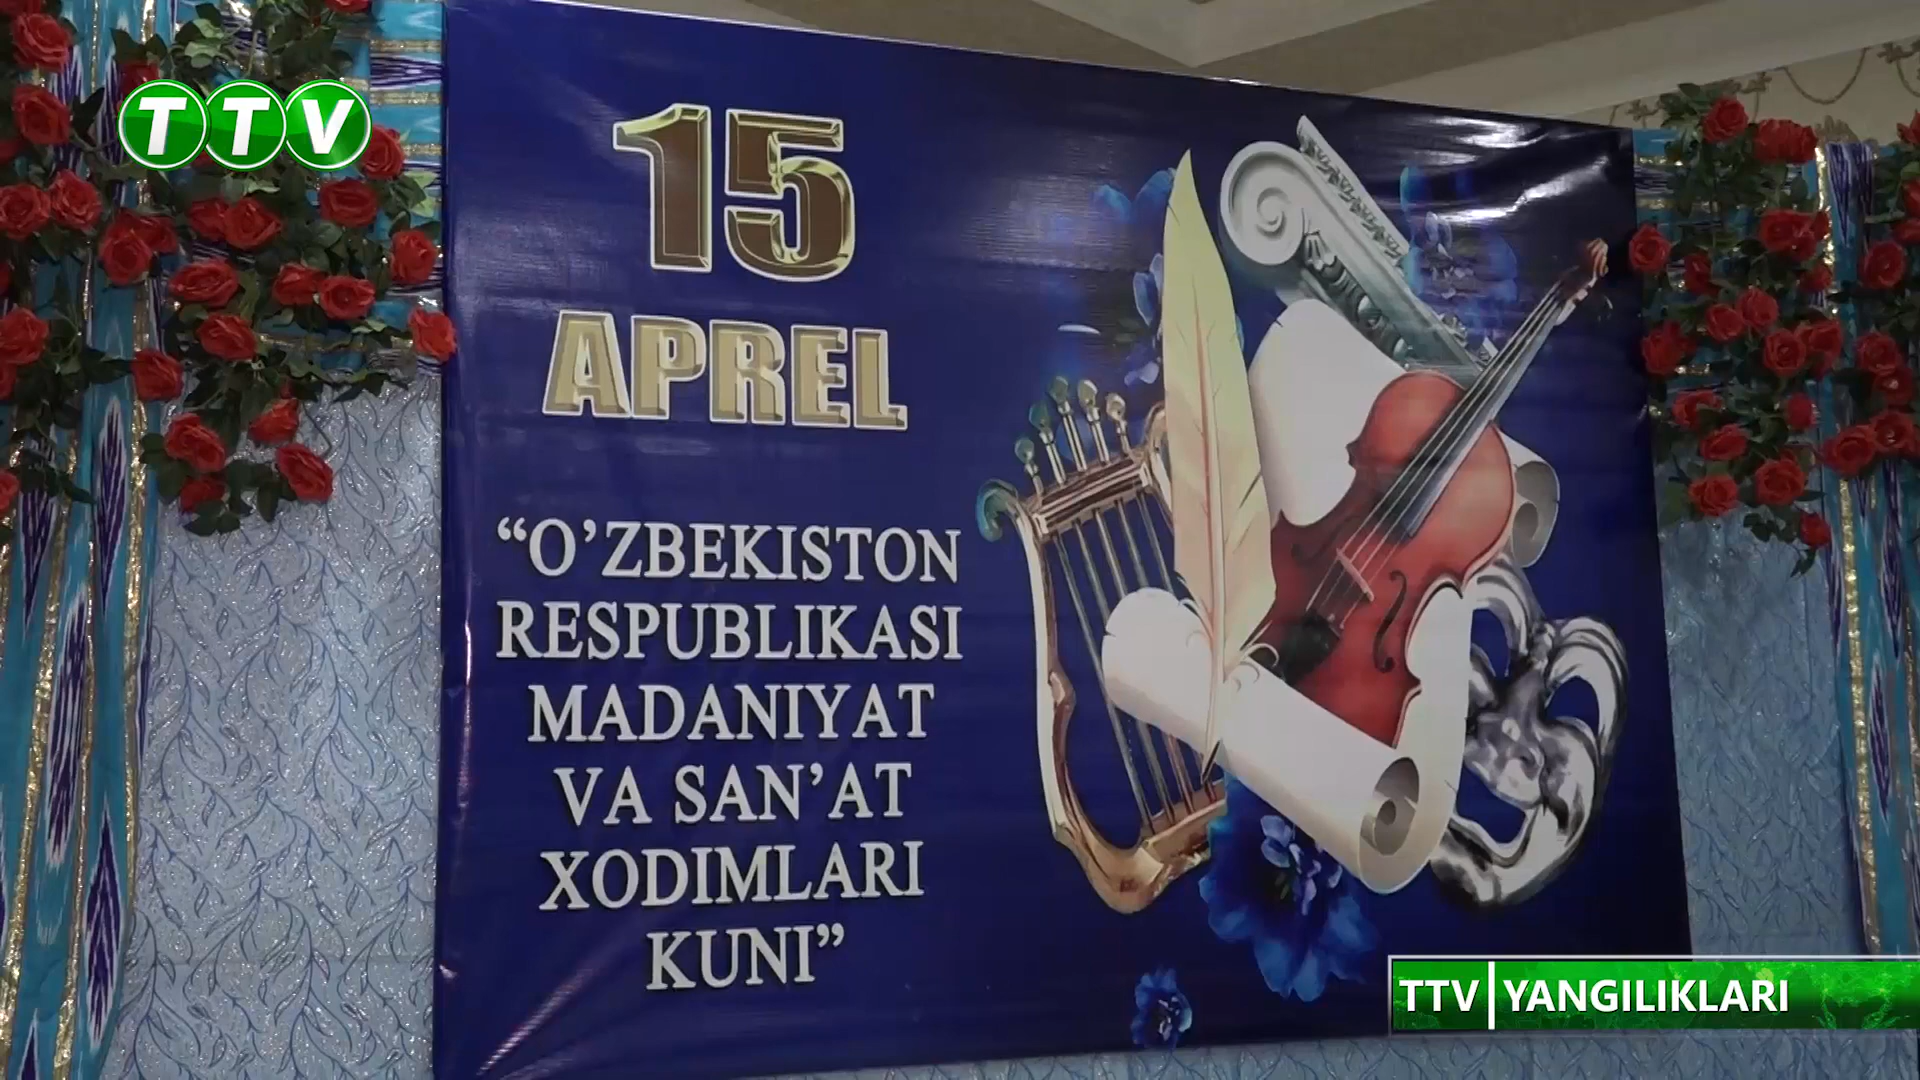 TTV
15
APREL
“O’ZBEKISTON
RESPUBLIKASI
MADANIYAT
VA SAN’AT
XODIMLARI
KUNI”
TTV YANGILIKLARI